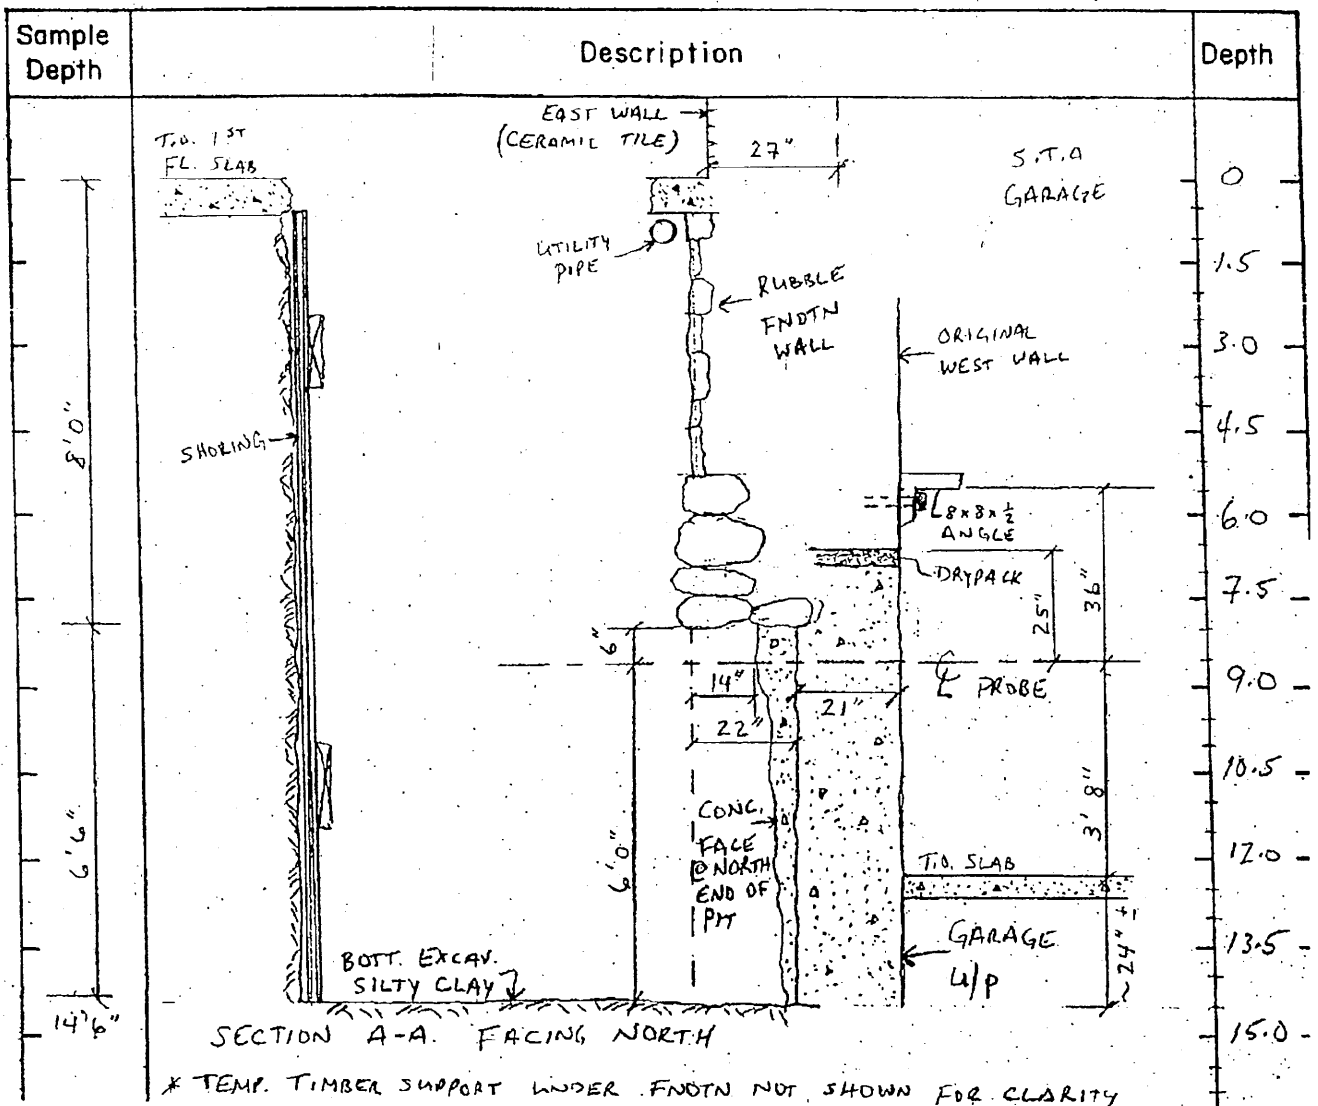 Sample
Depth
Description
Depth
T.O. 1ST
FL. SLAB
EAST WALL
(CERAMIC TILE)
27"
S.T.A
GARAGE
0
UTILITY
PIPE
1.5
RUBBLE
FNDTN
WALL
ORIGINAL
WEST WALL
3.0
8'0"
SHORING
4.5
L8x8x½
ANGLE
6.0
DRYPACK
25"
36"
7.5
6"
℄ PROBE
14"
21"
22"
9.0
10.5
6'6"
6'0"
CONC.
FACE
@ NORTH
END OF
PIT
3'8"
T.O. SLAB
12.0
GARAGE
U/P
~24"±
13.5
BOTT. EXCAV.
SILTY CLAY
14'6"
15.0
SECTION A-A. FACING NORTH
* TEMP. TIMBER SUPPORT UNDER FNDTN NOT SHOWN FOR CLARITY